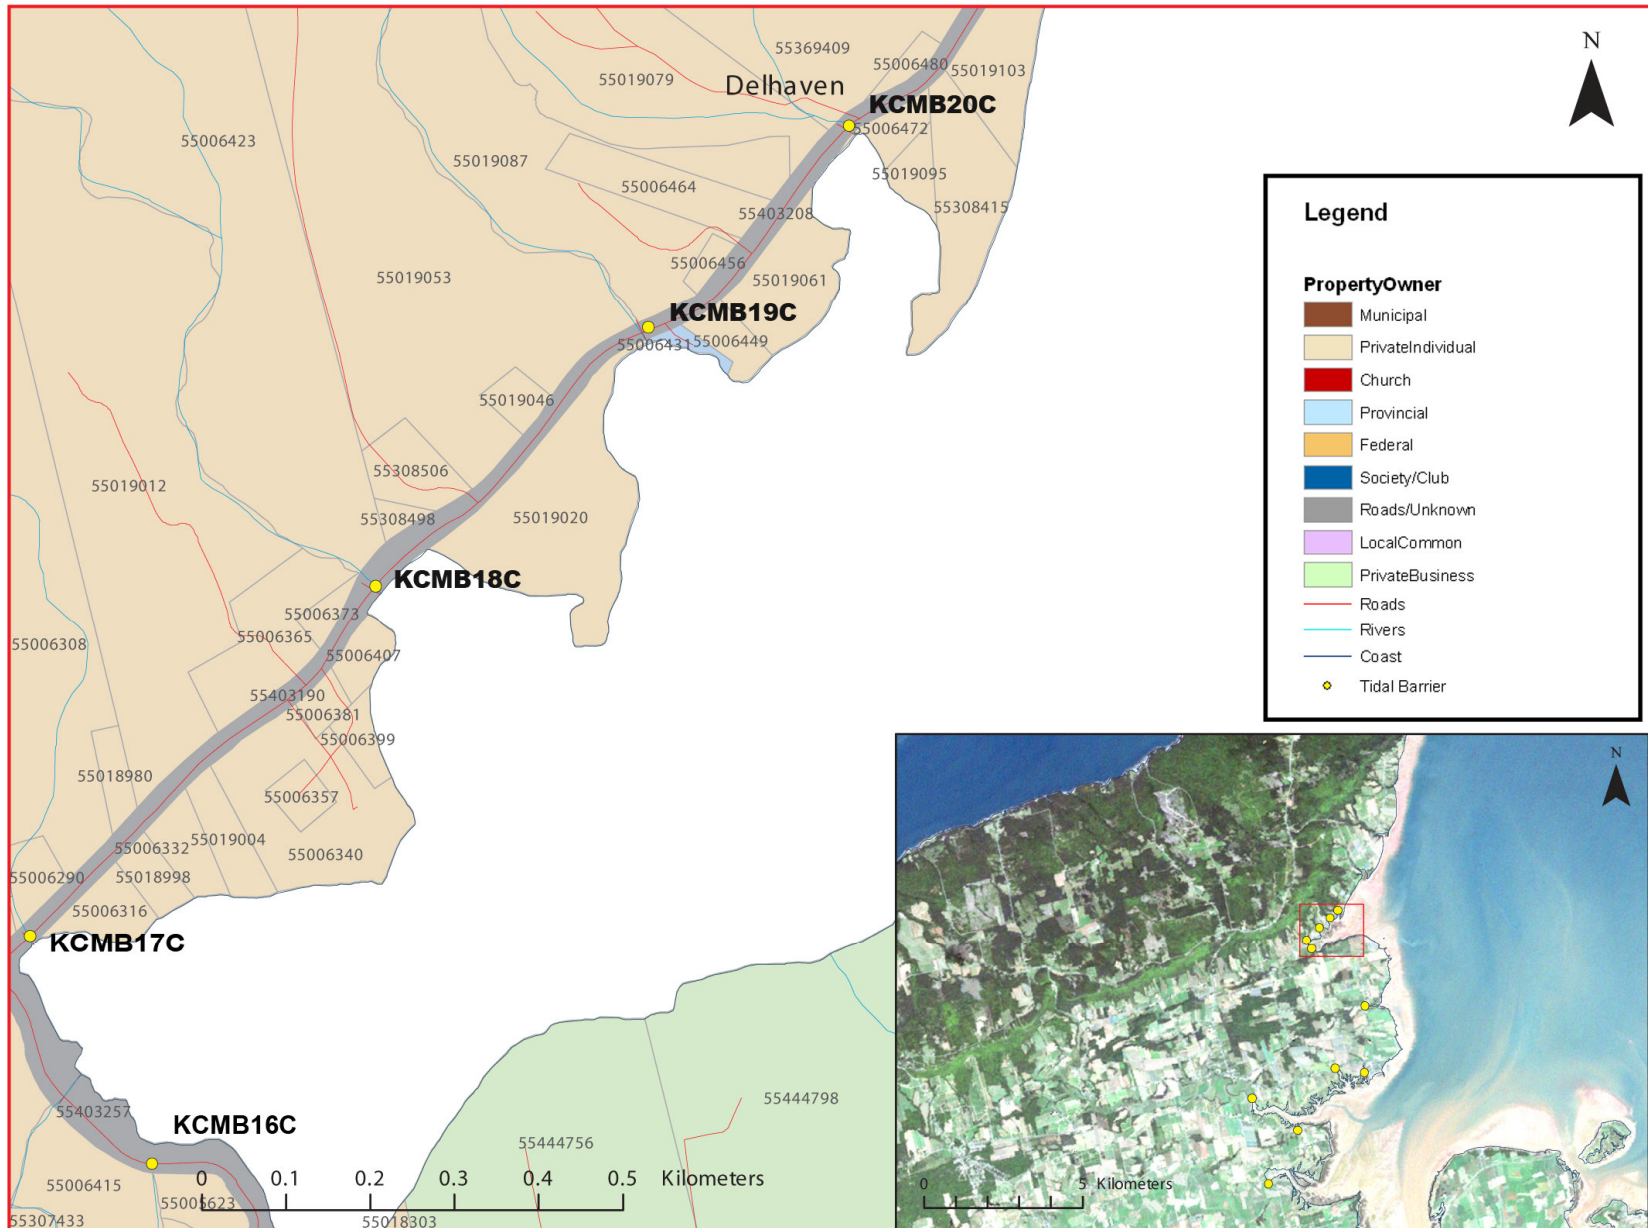 55369409
55006480
55019103
55019079
Delhaven
KCMB20C
55006472
55006423
55019087
55019095
55006464
55308415
55403208
55006456
55019053
55019061
KCMB19C
55006431
55006449
55019046
55308506
55019012
55308498
55019020
KCMB18C
55006373
55006365
55006308
55006407
55403190
55006381
55006399
55018980
55006357
55006332
55019004
55006340
55006290
55018998
55006316
KCMB17C
55403257
KCMB16C
55444798
55444756
55006415
55005623
55307433
55018303
0 0.1 0.2 0.3 0.4 0.5 Kilometers
N
Legend
PropertyOwner
Municipal
PrivateIndividual
Church
Provincial
Federal
Society/Club
Roads/Unknown
LocalCommon
PrivateBusiness
Roads
Rivers
Coast
Tidal Barrier
N
0 5 Kilometers